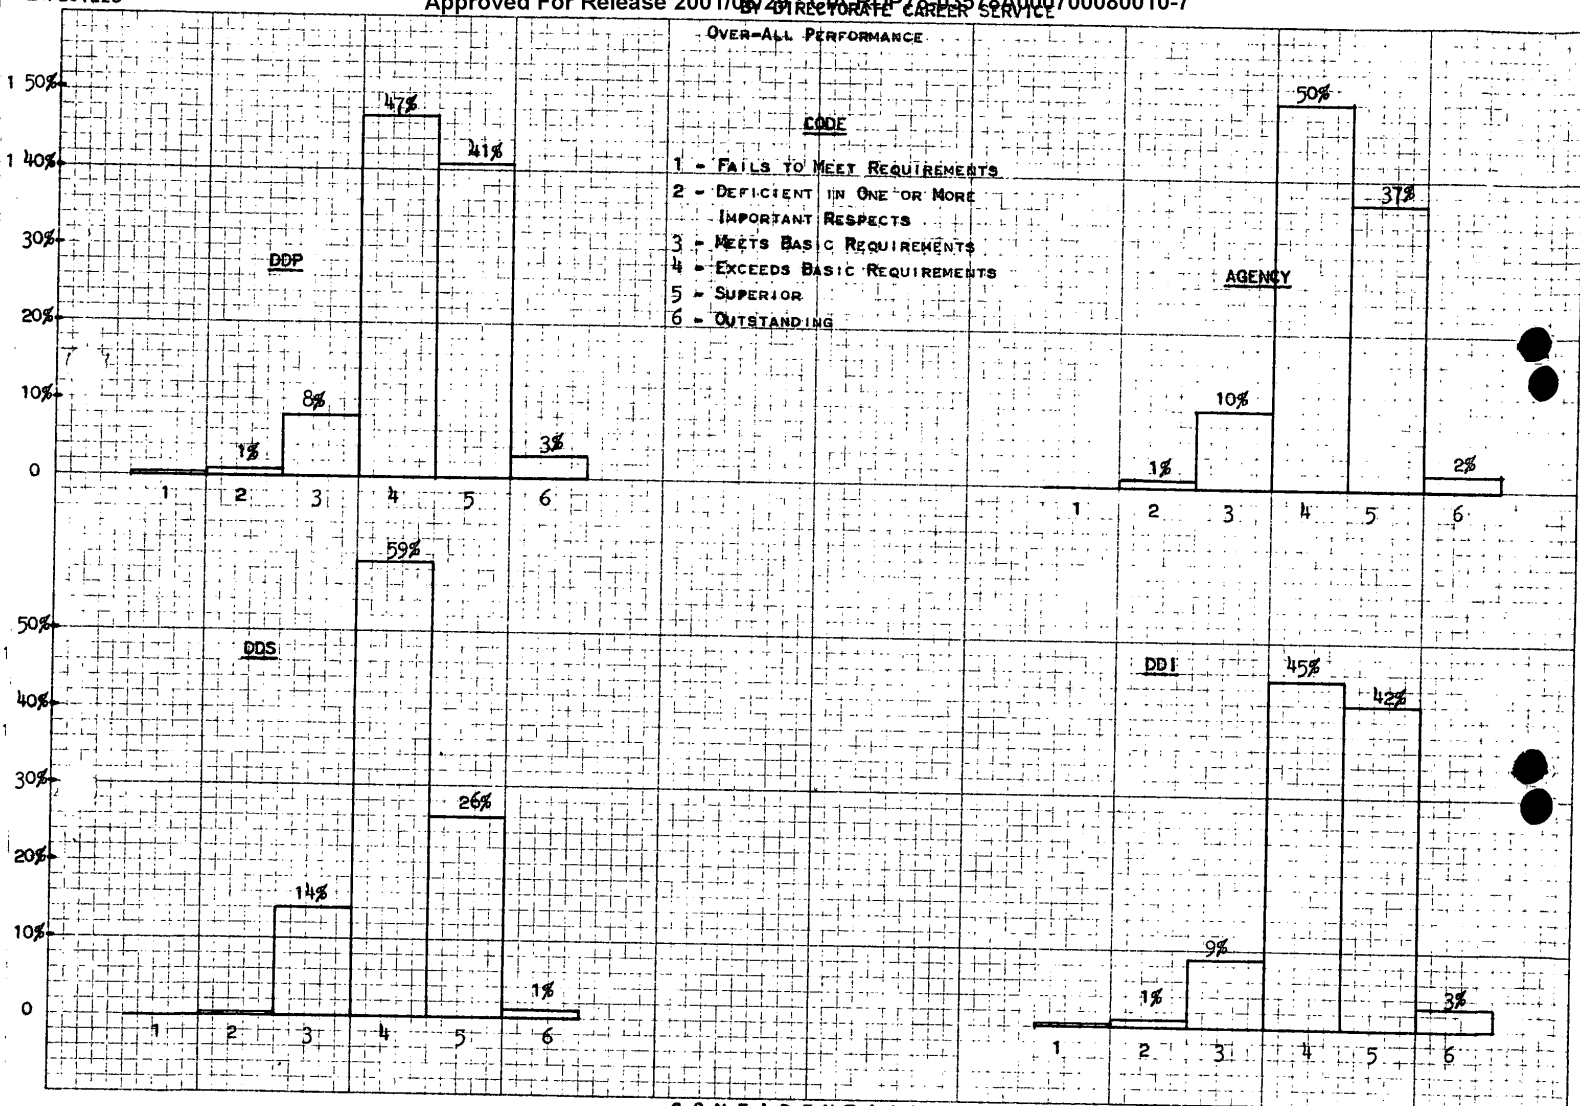 Approved For Release 2001/0
BY DIRECTORATE CAREER SERVICE
000700080010-7
OVER-ALL PERFORMANCE
50%
40%
30%
20%
10%
0
DDP
1%
8%
47%
41%
3%
1 2 3 4 5 6
CODE
1 - FAILS TO MEET REQUIREMENTS
2 - DEFICIENT IN ONE OR MORE
IMPORTANT RESPECTS
3 - MEETS BASIC REQUIREMENTS
4 - EXCEEDS BASIC REQUIREMENTS
5 - SUPERIOR
6 - OUTSTANDING
AGENCY
1%
10%
50%
37%
2%
1 2 3 4 5 6
50%
40%
30%
20%
10%
0
DDS
14%
59%
26%
1%
1 2 3 4 5 6
DDI
1%
9%
45%
42%
3%
1 2 3 4 5 6